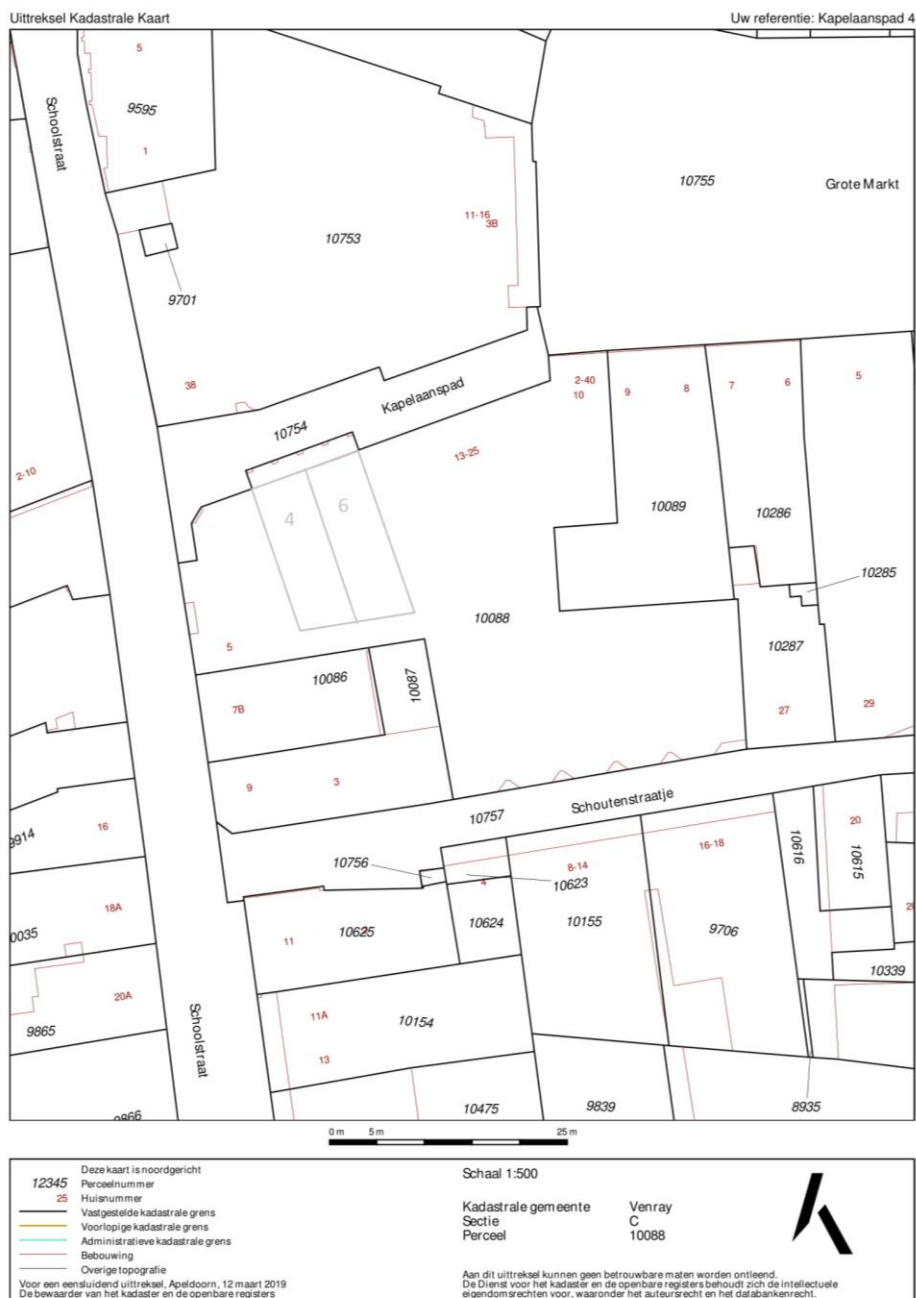 Uittreksel Kadastrale Kaart
Uw referentie: Kapelaanspad 4
5
Schoolstraat
9595
1
10753
11-16
3B
10755
Grote Markt
9701
38
Kapelaanspad
10754
2-40
10
9
8
7
6
5
2-10
13-25
4
6
10089
10286
10285
10088
5
10287
10086
10087
7B
27
29
9
3
Schoutenstraatje
10757
9914
16
10756
8-14
16-18
10616
20
10615
10623
4
18A
10624
10155
9706
0035
11
10625
10339
20A
9865
Schoolstraat
11A
10154
13
9866
10475
9839
8935
0 m 5 m 25 m
Deze kaart is noordgericht
12345 Perceelnummer
25 Huisnummer
Vastgestelde kadastrale grens
Voorlopige kadastrale grens
Administratieve kadastrale grens
Bebouwing
Overige topografie
Voor een eensluidend uittreksel, Apeldoorn, 12 maart 2019
De bewaarder van het kadaster en de openbare registers
Schaal 1:500
Kadastrale gemeente Venray
Sectie C
Perceel 10088
Aan dit uittreksel kunnen geen betrouwbare maten worden ontleend.
De Dienst voor het kadaster en de openbare registers behoudt zich de intellectuele
eigendomsrechten voor, waaronder het auteursrecht en het databankenrecht.